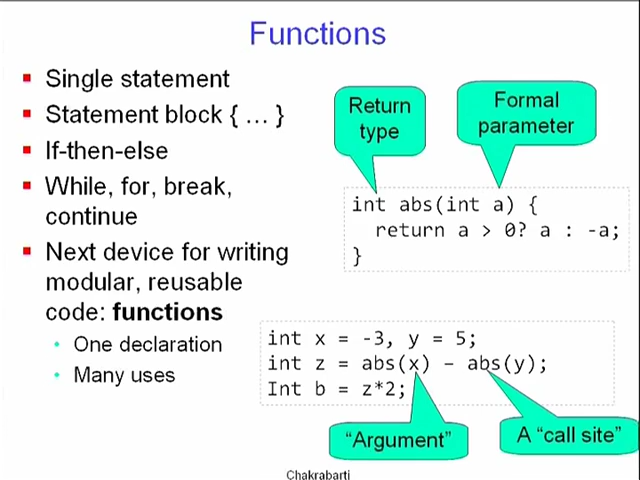 Functions
Single statement
Statement block { … }
If-then-else
While, for, break,
continue
Next device for writing
modular, reusable
code: functions
One declaration
Many uses
Return
type
Formal
parameter
int abs(int a) {
return a > 0? a : -a;
}
int x = -3, y = 5;
int z = abs(x) – abs(y);
Int b = z*2;
“Argument”
A “call site”
Chakrabarti